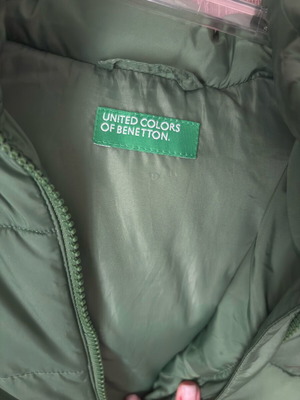 UNITED COLORS
OF BENETTON.